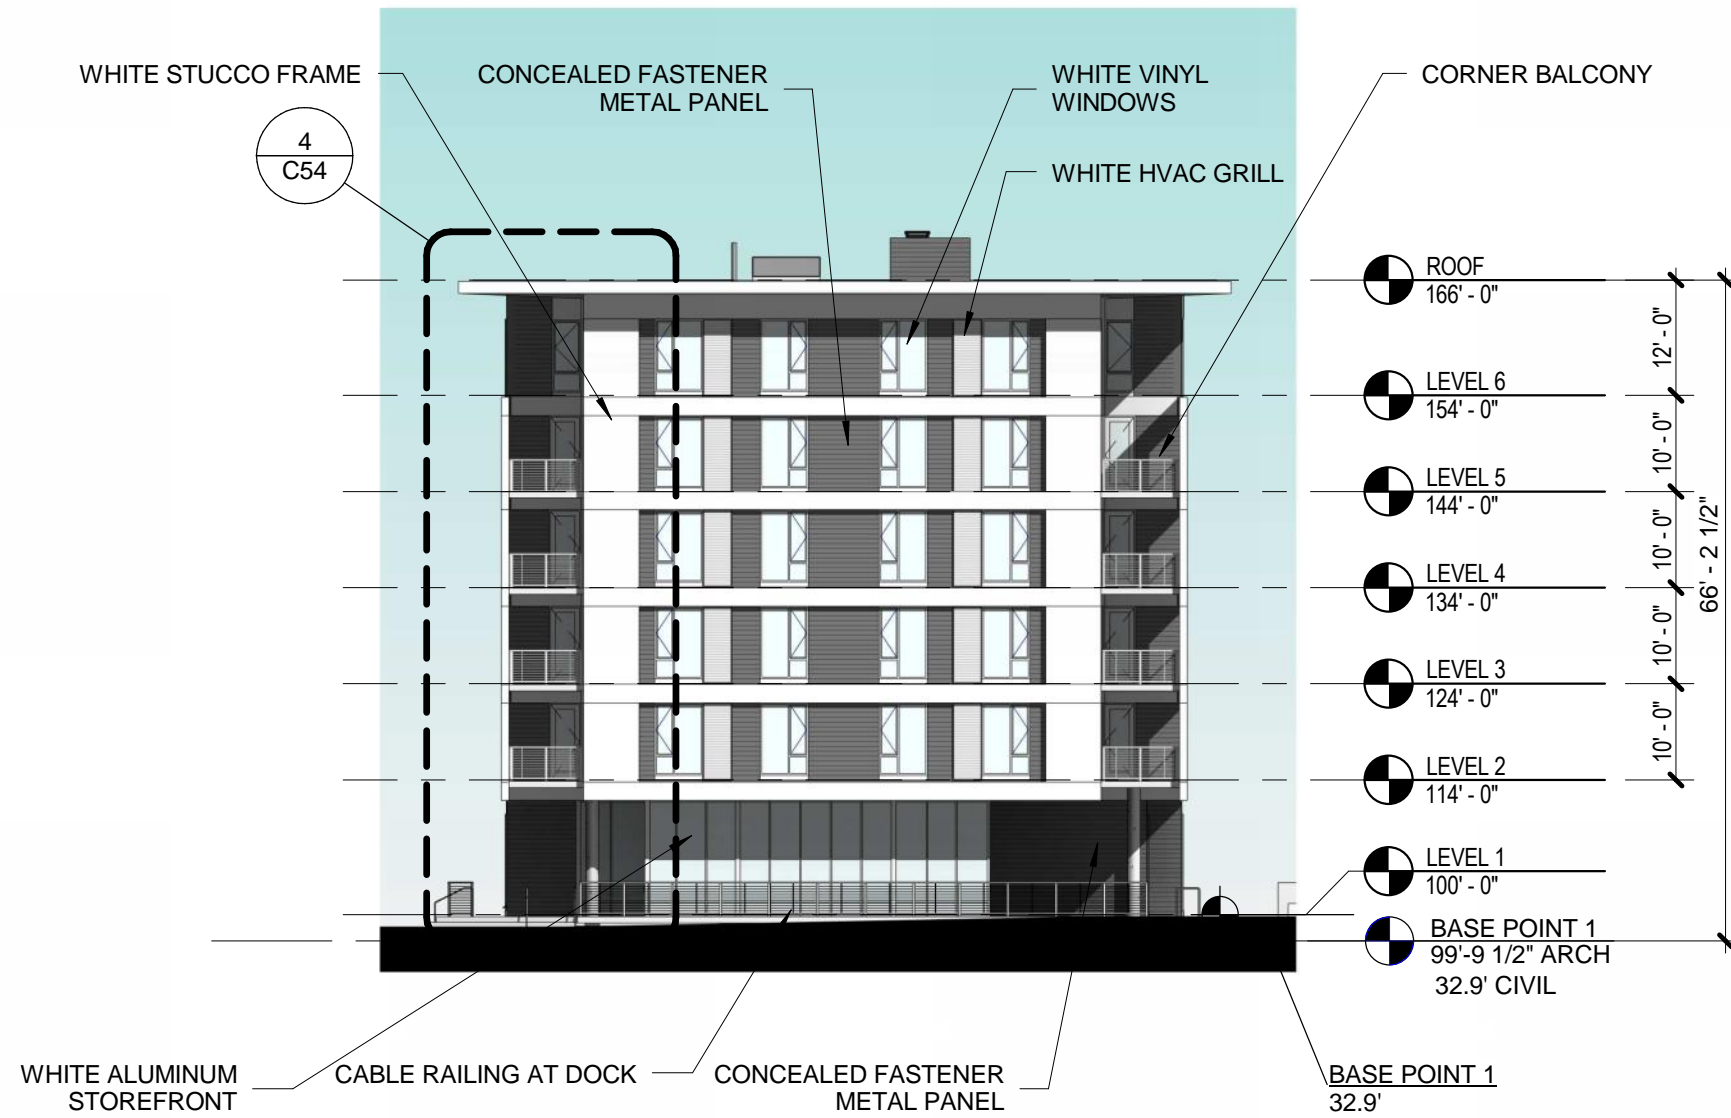 WHITE STUCCO FRAME
CONCEALED FASTENER
METAL PANEL
WHITE VINYL
WINDOWS
CORNER BALCONY
4
C54
WHITE HVAC GRILL
ROOF
166' - 0"
12' - 0"
LEVEL 6
154' - 0"
10' - 0"
LEVEL 5
144' - 0"
10' - 0"
66' - 2 1/2"
LEVEL 4
134' - 0"
10' - 0"
LEVEL 3
124' - 0"
10' - 0"
LEVEL 2
114' - 0"
LEVEL 1
100' - 0"
BASE POINT 1
99'-9 1/2" ARCH
32.9' CIVIL
WHITE ALUMINUM
STOREFRONT
CABLE RAILING AT DOCK
CONCEALED FASTENER
METAL PANEL
BASE POINT 1
32.9'